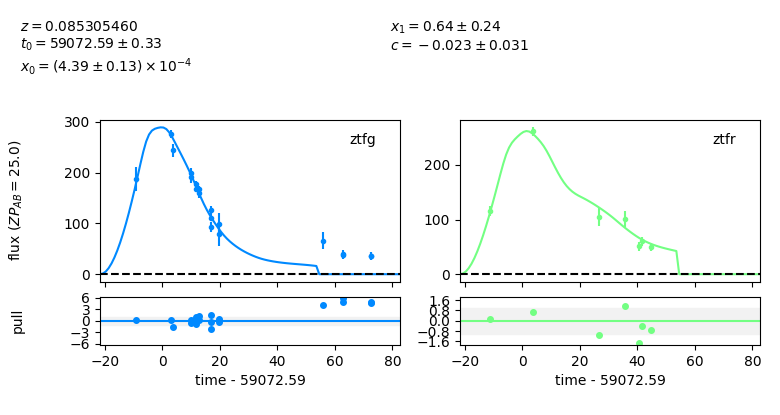 z = 0.085305460
t₀ = 59072.59 ± 0.33
x₀ = (4.39 ± 0.13) × 10⁻⁴
x₁ = 0.64 ± 0.24
c = −0.023 ± 0.031
flux (ZP_AB = 25.0)
300
200
100
0
ztfg
200
100
0
ztfr
pull
6
3
0
−3
−6
−20 0 20 40 60 80
time - 59072.59
1.6
0.8
0.0
−0.8
−1.6
−20 0 20 40 60 80
time - 59072.59